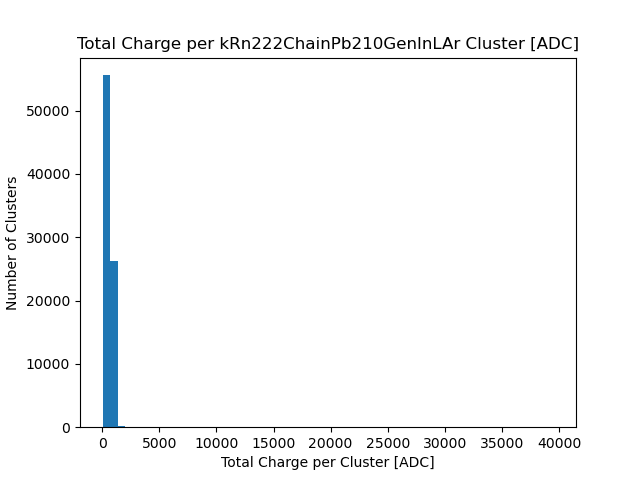 Total Charge per kRn222ChainPb210GenInLAr Cluster [ADC]
Number of Clusters
50000
40000
30000
20000
10000
0
0 5000 10000 15000 20000 25000 30000 35000 40000
Total Charge per Cluster [ADC]